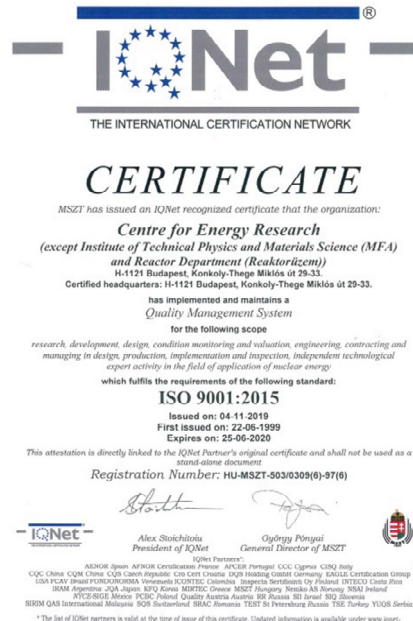 IQNet ®
THE INTERNATIONAL CERTIFICATION NETWORK
CERTIFICATE
MSZT has issued an IQNet recognized certificate that the organization:
Centre for Energy Research
(except Institute of Technical Physics and Materials Science (MFA)
and Reactor Department (Reaktorüzem))
H-1121 Budapest, Konkoly-Thege Miklós út 29-33.
Certified headquarters: H-1121 Budapest, Konkoly-Thege Miklós út 29-33.
has implemented and maintains a
Quality Management System
for the following scope
research, development, design, condition monitoring and valuation, engineering, contracting and
managing in design, production, implementation and inspection, independent technological
expert activity in the field of application of nuclear energy
which fulfils the requirements of the following standard:
ISO 9001:2015
Issued on: 04-11-2019
First issued on: 22-06-1999
Expires on: 25-06-2020
This attestation is directly linked to the IQNet Partner's original certificate and shall not be used as a
stand-alone document
Registration Number: HU-MSZT-503/0309(6)-97(6)
IQNet
Alex Stoichitoiu
President of IQNet
György Pónyai
General Director of MSZT
IQNet Partners*:
AENOR Spain AFNOR Certification France APCER Portugal CCC Cyprus CISQ Italy
CQC China CQM China CQS Czech Republic Cro Cert Croatia DQS Holding GmbH Germany EAGLE Certification Group
USA FCAV Brazil FONDONORMA Venezuela ICONTEC Colombia Inspecta Sertifiointi Oy Finland INTECO Costa Rica
IRAM Argentina JQA Japan KFQ Korea MIRTEC Greece MSZT Hungary Nemko AS Norway NSAI Ireland
NYCE-SIGE México PCBC Poland Quality Austria Austria RR Russia SII Israel SIQ Slovenia
SIRIM QAS International Malaysia SQS Switzerland SRAC Romania TEST St Petersburg Russia TSE Turkey YUQS Serbia
* The list of IQNet partners is valid at the time of issue of this certificate. Updated information is available under www.iqnet-